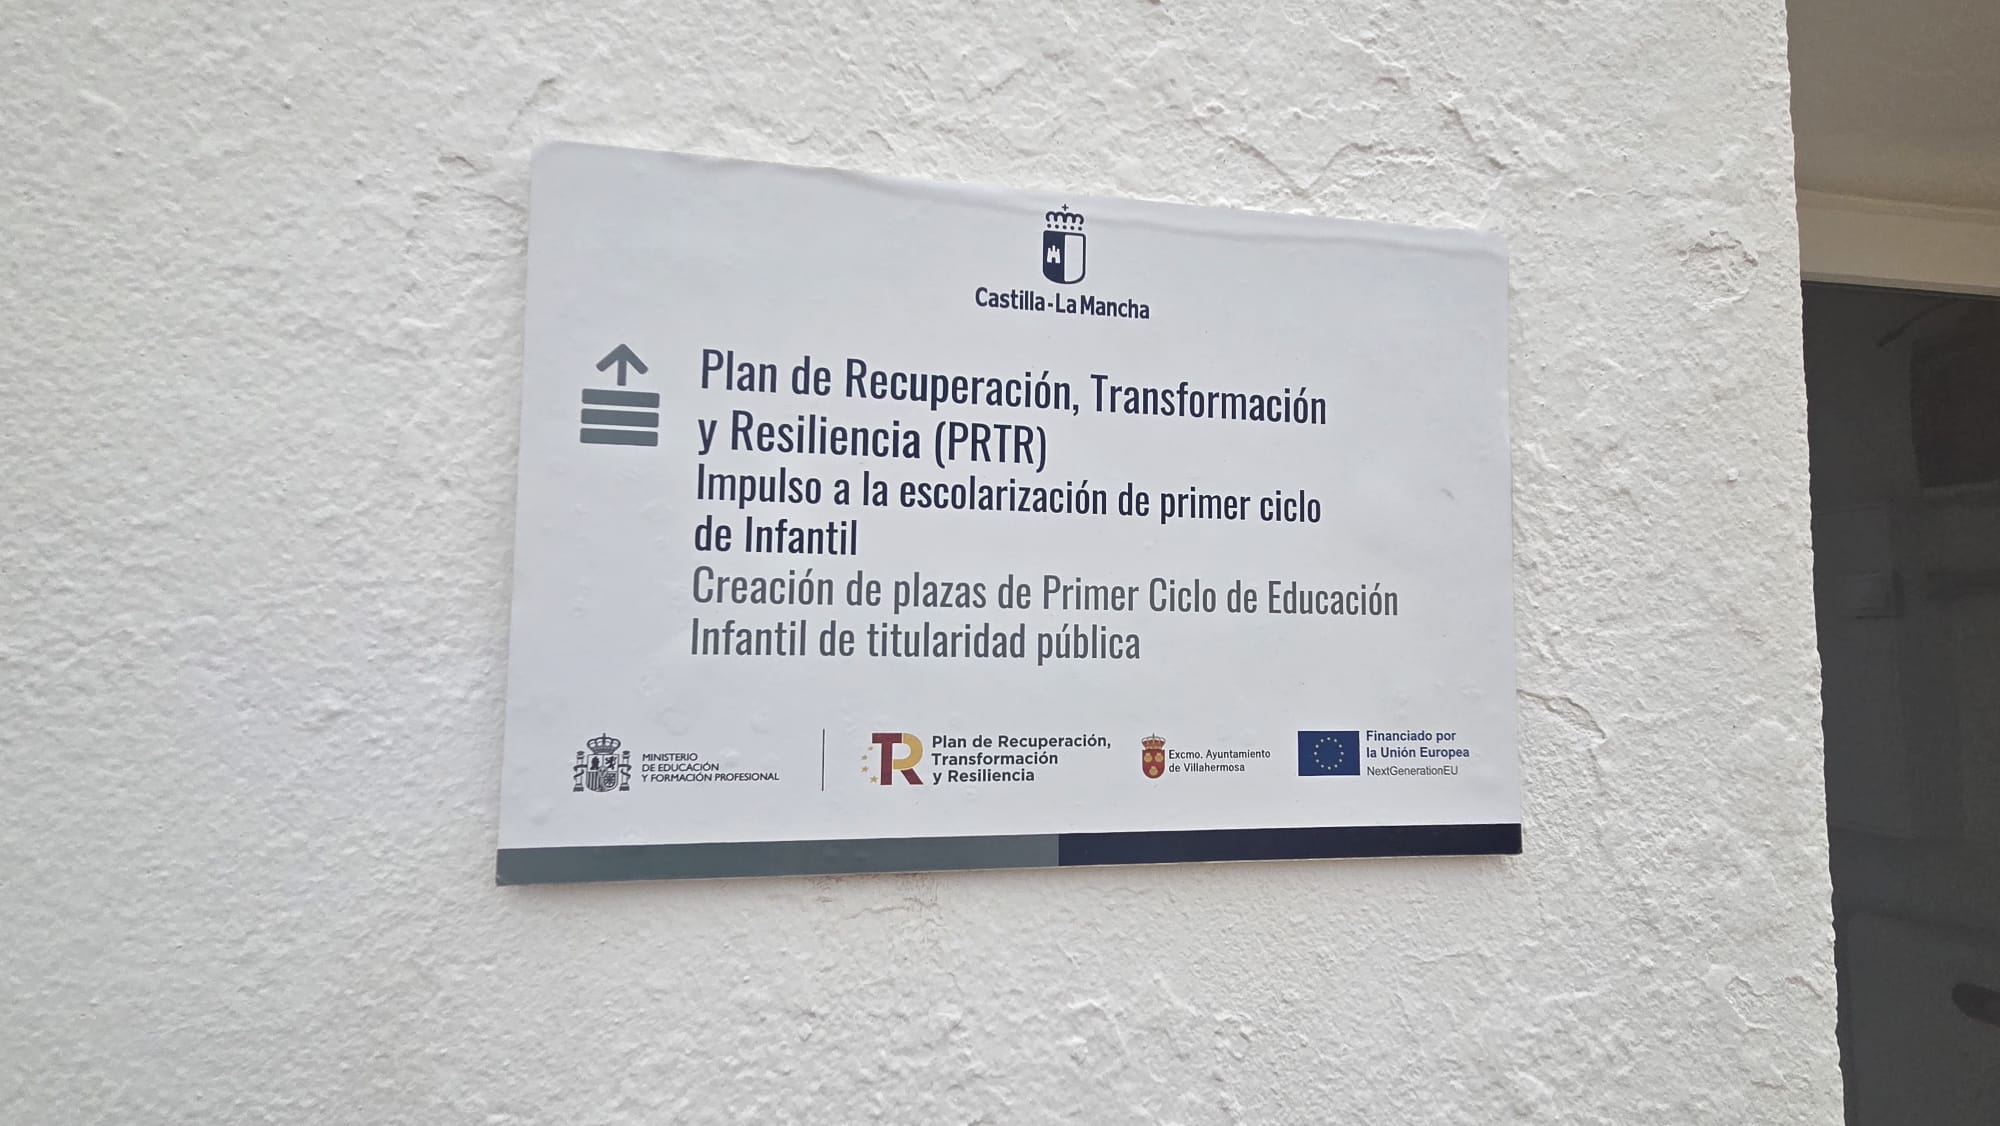 Castilla-La Mancha
Plan de Recuperación, Transformación
y Resiliencia (PRTR)
Impulso a la escolarización de primer ciclo
de Infantil
Creación de plazas de Primer Ciclo de Educación
Infantil de titularidad pública
MINISTERIO
DE EDUCACIÓN
Y FORMACIÓN PROFESIONAL
TR
Plan de Recuperación,
Transformación
y Resiliencia
Excmo. Ayuntamiento
de Villahermosa
Financiado por
la Unión Europea
NextGenerationEU